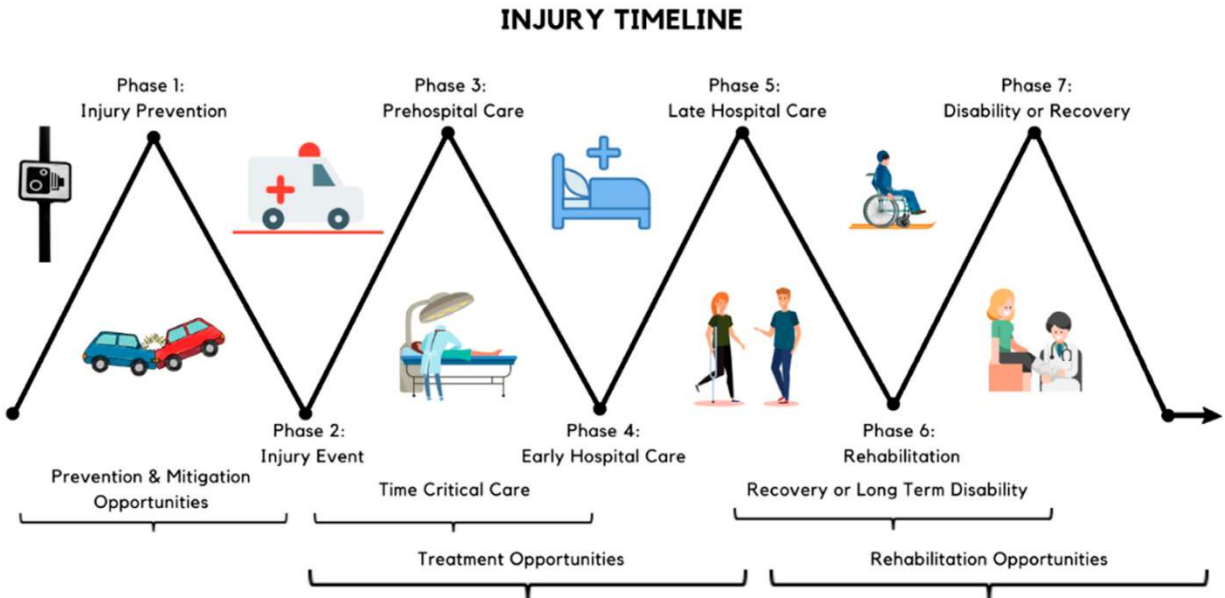 INJURY TIMELINE
Phase 1:
Injury Prevention
Phase 3:
Prehospital Care
Phase 5:
Late Hospital Care
Phase 7:
Disability or Recovery
Phase 2:
Injury Event
Phase 4:
Early Hospital Care
Phase 6:
Rehabilitation
Prevention & Mitigation
Opportunities
Time Critical Care
Recovery or Long Term Disability
Treatment Opportunities
Rehabilitation Opportunities